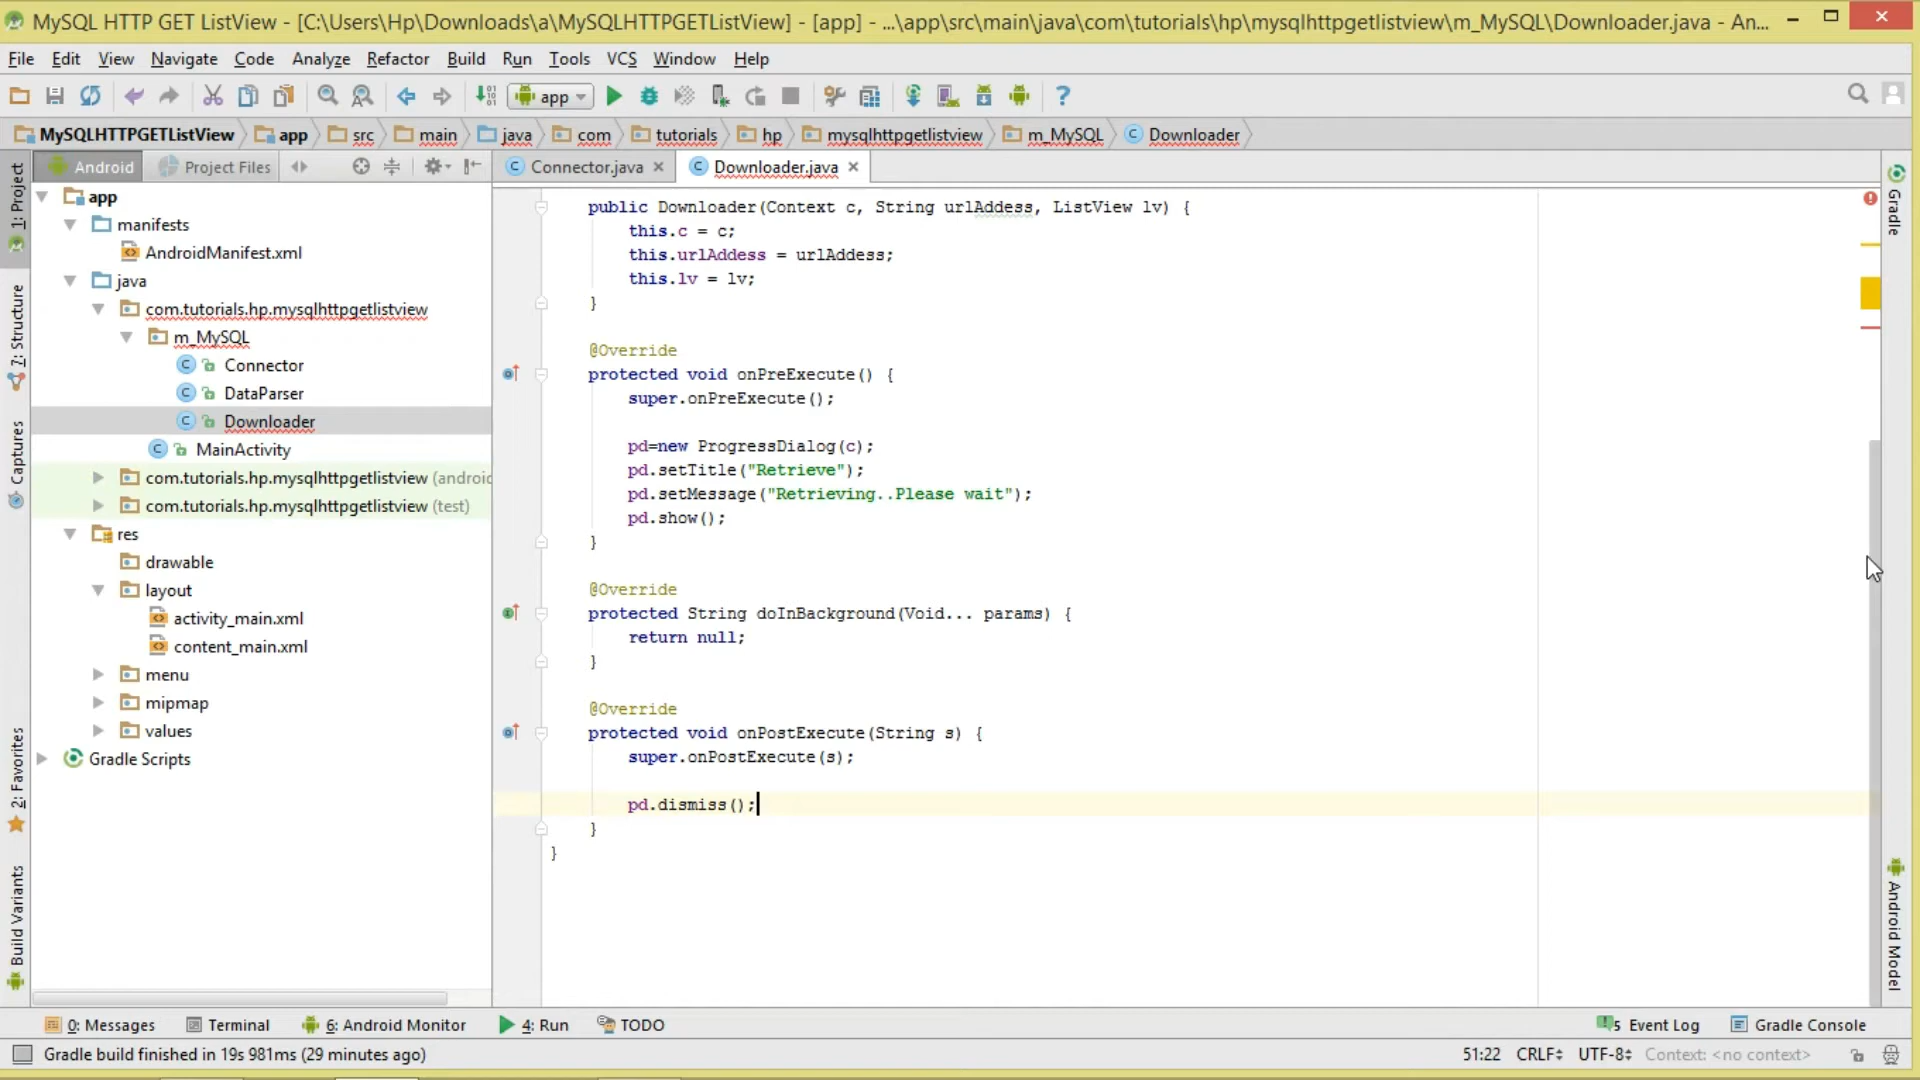 MySQL HTTP GET ListView - [C:\Users\Hp\Downloads\a\MySQLHTTPGETListView] - [app] - ...\app\src\main\java\com\tutorials\hp\mysqlhttpgetlistview\m_MySQL\Downloader.java - An...
File Edit View Navigate Code Analyze Refactor Build Run Tools VCS Window Help
app
MySQLHTTPGETListView app src main java com tutorials hp mysqlhttpgetlistview m_MySQL Downloader
Android Project Files
Connector.java Downloader.java
1: Project
7: Structure
Captures
2: Favorites
Build Variants
app
manifests
AndroidManifest.xml
java
com.tutorials.hp.mysqlhttpgetlistview
m_MySQL
Connector
DataParser
Downloader
MainActivity
com.tutorials.hp.mysqlhttpgetlistview (android
com.tutorials.hp.mysqlhttpgetlistview (test)
res
drawable
layout
activity_main.xml
content_main.xml
menu
mipmap
values
Gradle Scripts
public Downloader(Context c, String urlAddess, ListView lv) {
this.c = c;
this.urlAddess = urlAddess;
this.lv = lv;
}
@Override
protected void onPreExecute() {
super.onPreExecute();
pd=new ProgressDialog(c);
pd.setTitle("Retrieve");
pd.setMessage("Retrieving..Please wait");
pd.show();
}
@Override
protected String doInBackground(Void... params) {
return null;
}
@Override
protected void onPostExecute(String s) {
super.onPostExecute(s);
pd.dismiss();
}
}
Gradle
Android Model
0: Messages Terminal 6: Android Monitor 4: Run TODO 5 Event Log Gradle Console
Gradle build finished in 19s 981ms (29 minutes ago) 51:22 CRLF UTF-8 Context: <no context>